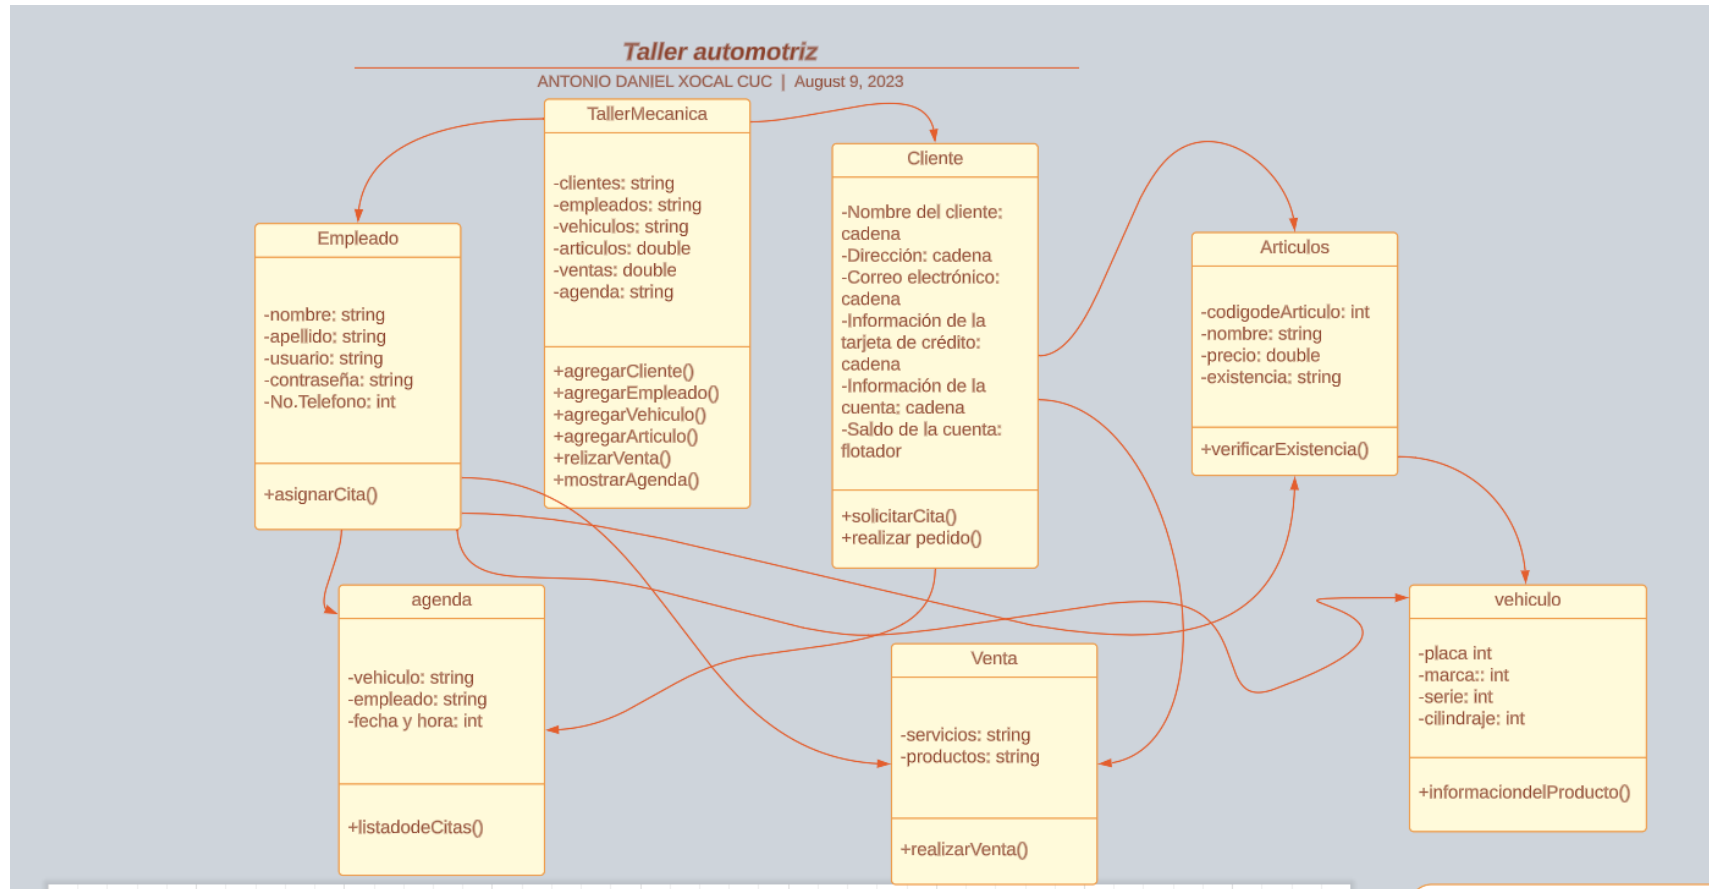 Taller automotriz
ANTONIO DANIEL XOCAL CUC | August 9, 2023
TallerMecanica
-clientes: string
-empleados: string
-vehiculos: string
-articulos: double
-ventas: double
-agenda: string
+agregarCliente()
+agregarEmpleado()
+agregarVehiculo()
+agregarArticulo()
+relizarVenta()
+mostrarAgenda()
Cliente
-Nombre del cliente:
cadena
-Dirección: cadena
-Correo electrónico:
cadena
-Información de la
tarjeta de crédito:
cadena
-Información de la
cuenta: cadena
-Saldo de la cuenta:
flotador
+solicitarCita()
+realizar pedido()
Empleado
-nombre: string
-apellido: string
-usuario: string
-contraseña: string
-No.Telefono: int
+asignarCita()
Articulos
-codigodeArticulo: int
-nombre: string
-precio: double
-existencia: string
+verificarExistencia()
agenda
-vehiculo: string
-empleado: string
-fecha y hora: int
+listadodeCitas()
Venta
-servicios: string
-productos: string
+realizarVenta()
vehiculo
-placa int
-marca:: int
-serie: int
-cilindraje: int
+informaciondelProducto()